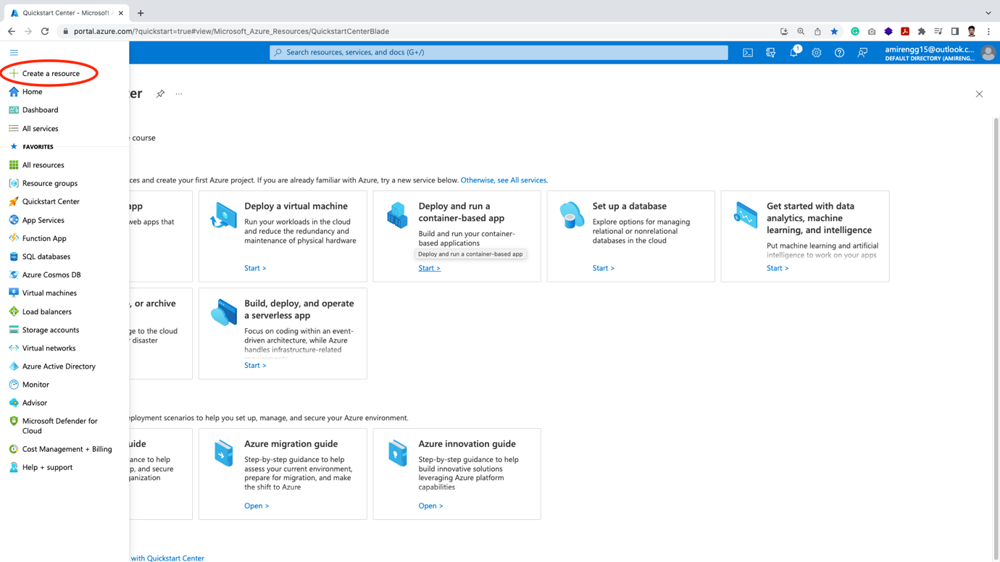 Quickstart Center - Microsoft A
portal.azure.com/?quickstart=true#view/Microsoft_Azure_Resources/QuickstartCenterBlade
Search resources, services, and docs (G+/)
1
amirengg15@outlook.c...
DEFAULT DIRECTORY (AMIRENG...
Create a resource
Home
Dashboard
All services
FAVORITES
All resources
Resource groups
Quickstart Center
App Services
Function App
SQL databases
Azure Cosmos DB
Virtual machines
Load balancers
Storage accounts
Virtual networks
Azure Active Directory
Monitor
Advisor
Microsoft Defender for
Cloud
Cost Management + Billing
Help + support
ter
course
ces and create your first Azure project. If you are already familiar with Azure, try a new service below. Otherwise, see All services.
app
web apps that
Deploy a virtual machine
Run your workloads in the cloud
and reduce the redundancy and
maintenance of physical hardware
Start >
Deploy and run a
container-based app
Build and run your container-
based applications
Deploy and run a container-based app
Start >
Set up a database
Explore options for managing
relational or nonrelational
databases in the cloud
Start >
Get started with data
analytics, machine
learning, and intelligence
Put machine learning and artificial
intelligence to work on your apps
Start >
, or archive
ge to the cloud
disaster
Build, deploy, and operate
a serverless app
Focus on coding within an event-
driven architecture, while Azure
handles infrastructure-related
requirements
Start >
eployment scenarios to help you set up, manage, and secure your Azure environment.
uide
ance to help
p, and secure
ganization
Azure migration guide
Step-by-step guidance to help
assess your current environment,
prepare for migration, and make
the shift to Azure
Open >
Azure innovation guide
Step-by-step guidance to help
build innovative solutions
leveraging Azure platform
capabilities
Open >
with Quickstart Center